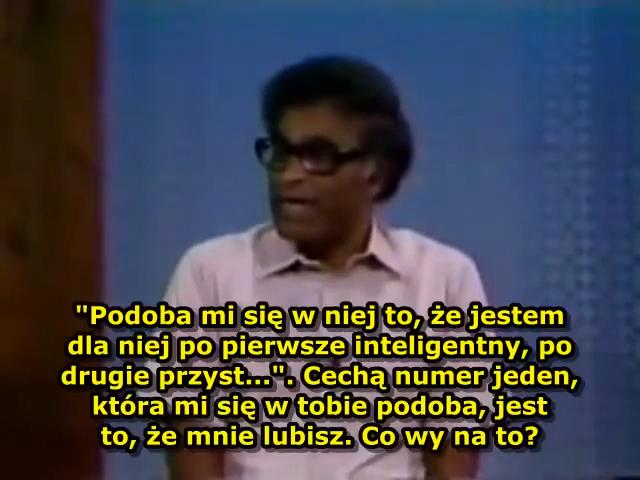 "Podoba mi się w niej to, że jestem
dla niej po pierwsze inteligentny, po
drugie przyst...". Cechą numer jeden,
która mi się w tobie podoba, jest
to, że mnie lubisz. Co wy na to?